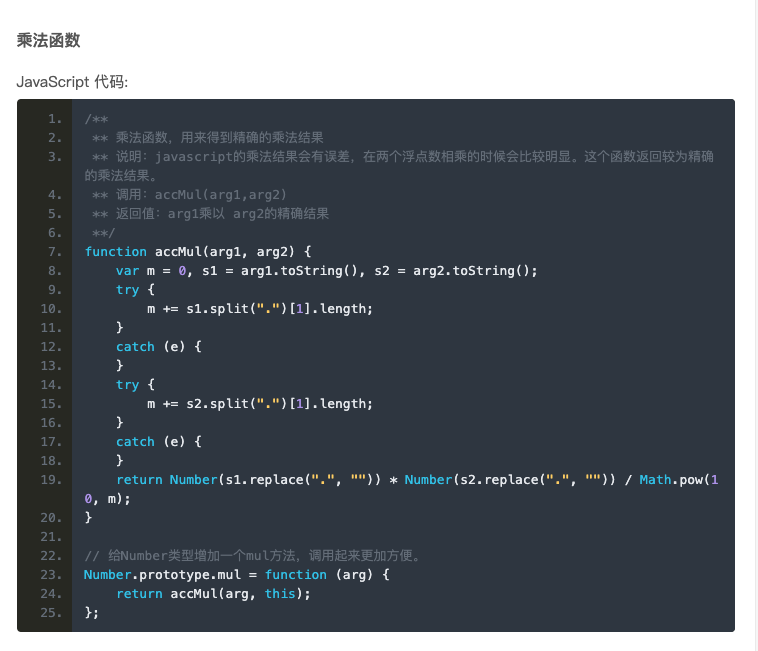 乘法函数
JavaScript 代码:
1. /**
2.  ** 乘法函数，用来得到精确的乘法结果
3.  ** 说明：javascript的乘法结果会有误差，在两个浮点数相乘的时候会比较明显。这个函数返回较为精确
的乘法结果。
4.  ** 调用：accMul(arg1,arg2)
5.  ** 返回值：arg1乘以 arg2的精确结果
6.  **/
7. function accMul(arg1, arg2) {
8.     var m = 0, s1 = arg1.toString(), s2 = arg2.toString();
9.     try {
10.         m += s1.split(".")[1].length;
11.     }
12.     catch (e) {
13.     }
14.     try {
15.         m += s2.split(".")[1].length;
16.     }
17.     catch (e) {
18.     }
19.     return Number(s1.replace(".", "")) * Number(s2.replace(".", "")) / Math.pow(1
0, m);
20. }
21.
22. // 给Number类型增加一个mul方法，调用起来更加方便。
23. Number.prototype.mul = function (arg) {
24.     return accMul(arg, this);
25. };